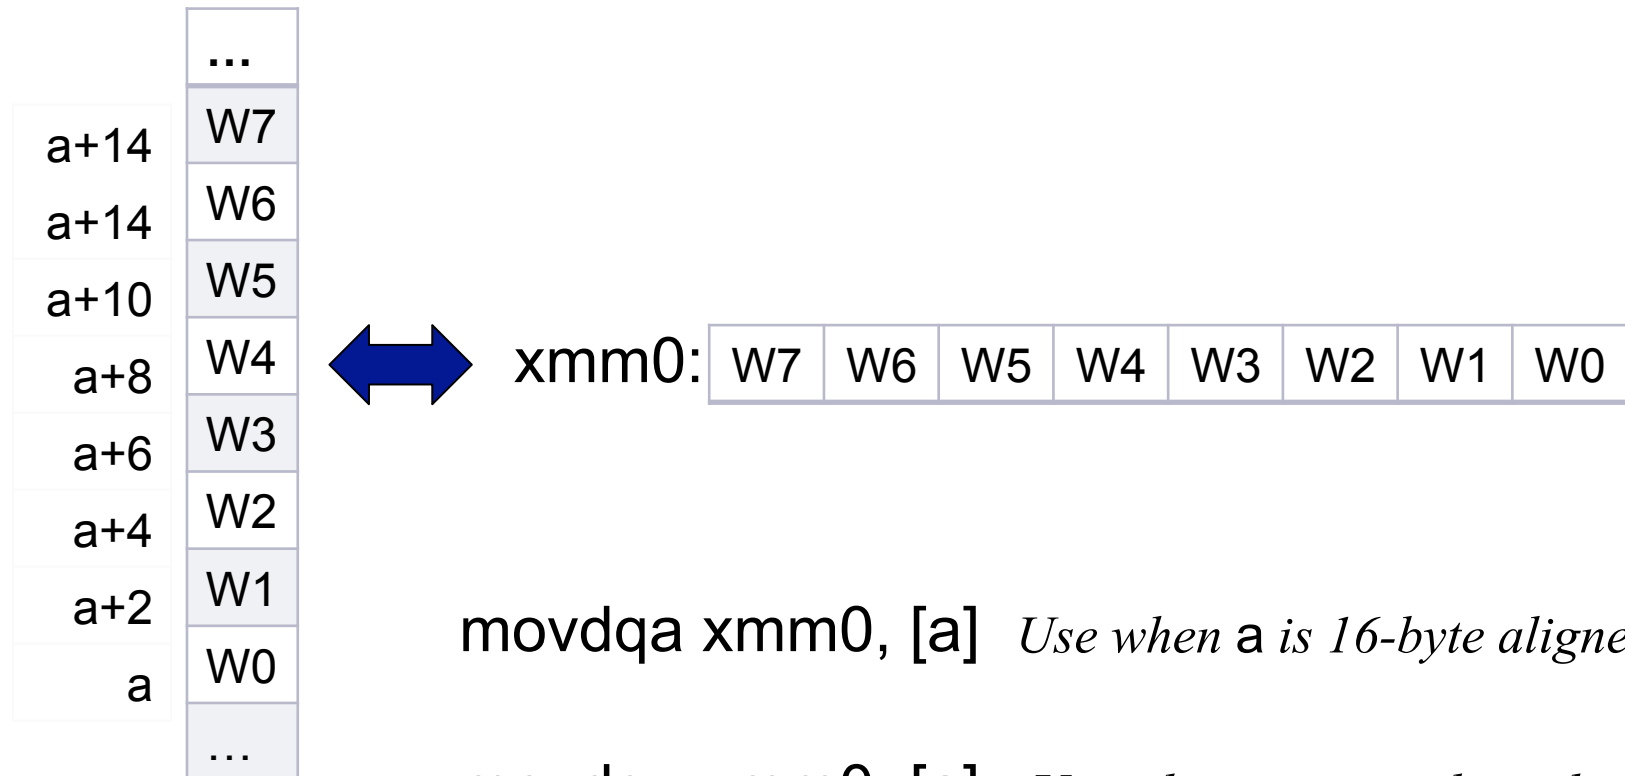 ...
a+14 W7
a+14 W6
a+10 W5
a+8 W4
xmm0: W7 W6 W5 W4 W3 W2 W1 W0
a+6 W3
a+4 W2
a+2 W1
movdqa xmm0, [a] Use when a is 16-byte aligne
a W0
...
xmm0, [a]